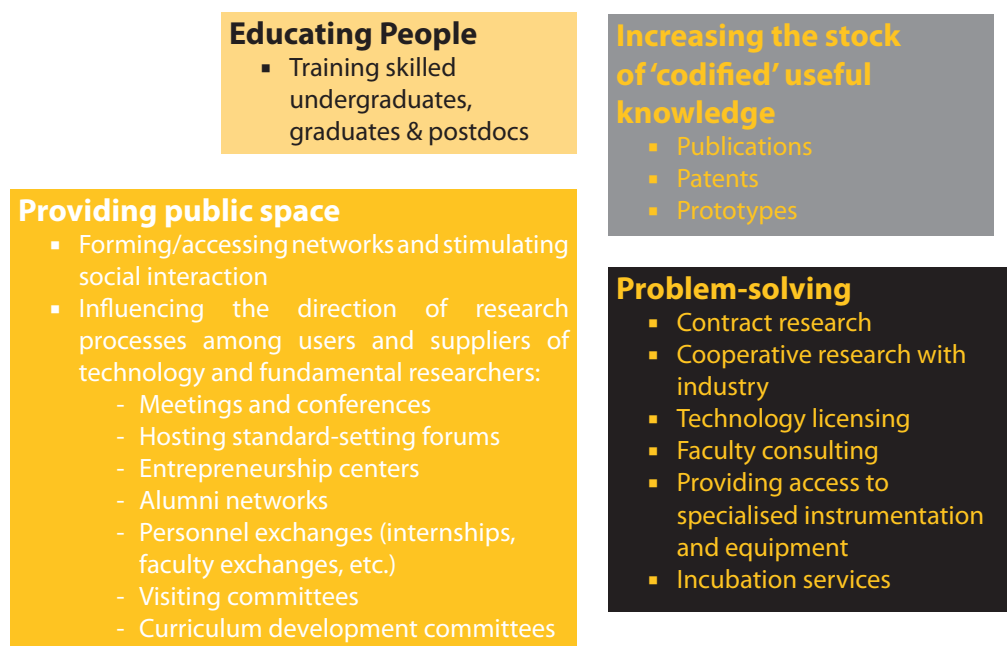 Educating People
▪ Training skilled
undergraduates,
graduates & postdocs
Increasing the stock
of ‘codified’ useful
knowledge
▪ Publications
▪ Patents
▪ Prototypes
Providing public space
▪ Forming/accessing networks and stimulating
social interaction
▪ Influencing the direction of research
processes among users and suppliers of
technology and fundamental researchers:
- Meetings and conferences
- Hosting standard-setting forums
- Entrepreneurship centers
- Alumni networks
- Personnel exchanges (internships,
faculty exchanges, etc.)
- Visiting committees
- Curriculum development committees
Problem-solving
▪ Contract research
▪ Cooperative research with
industry
▪ Technology licensing
▪ Faculty consulting
▪ Providing access to
specialised instrumentation
and equipment
▪ Incubation services